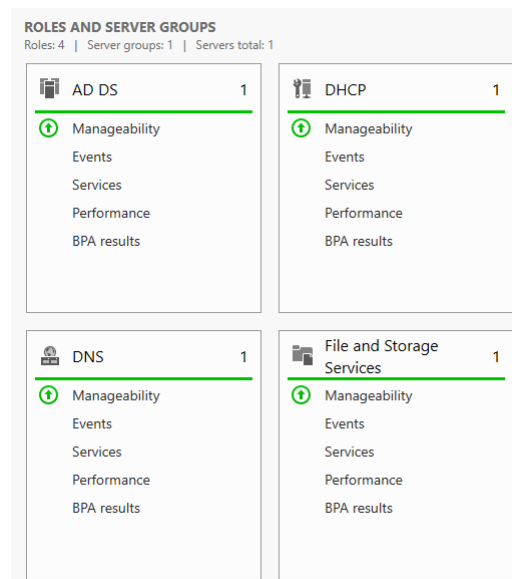 ROLES AND SERVER GROUPS
Roles: 4 | Server groups: 1 | Servers total: 1
AD DS 1
Manageability
Events
Services
Performance
BPA results
DHCP 1
Manageability
Events
Services
Performance
BPA results
DNS 1
Manageability
Events
Services
Performance
BPA results
File and Storage
Services 1
Manageability
Events
Services
Performance
BPA results